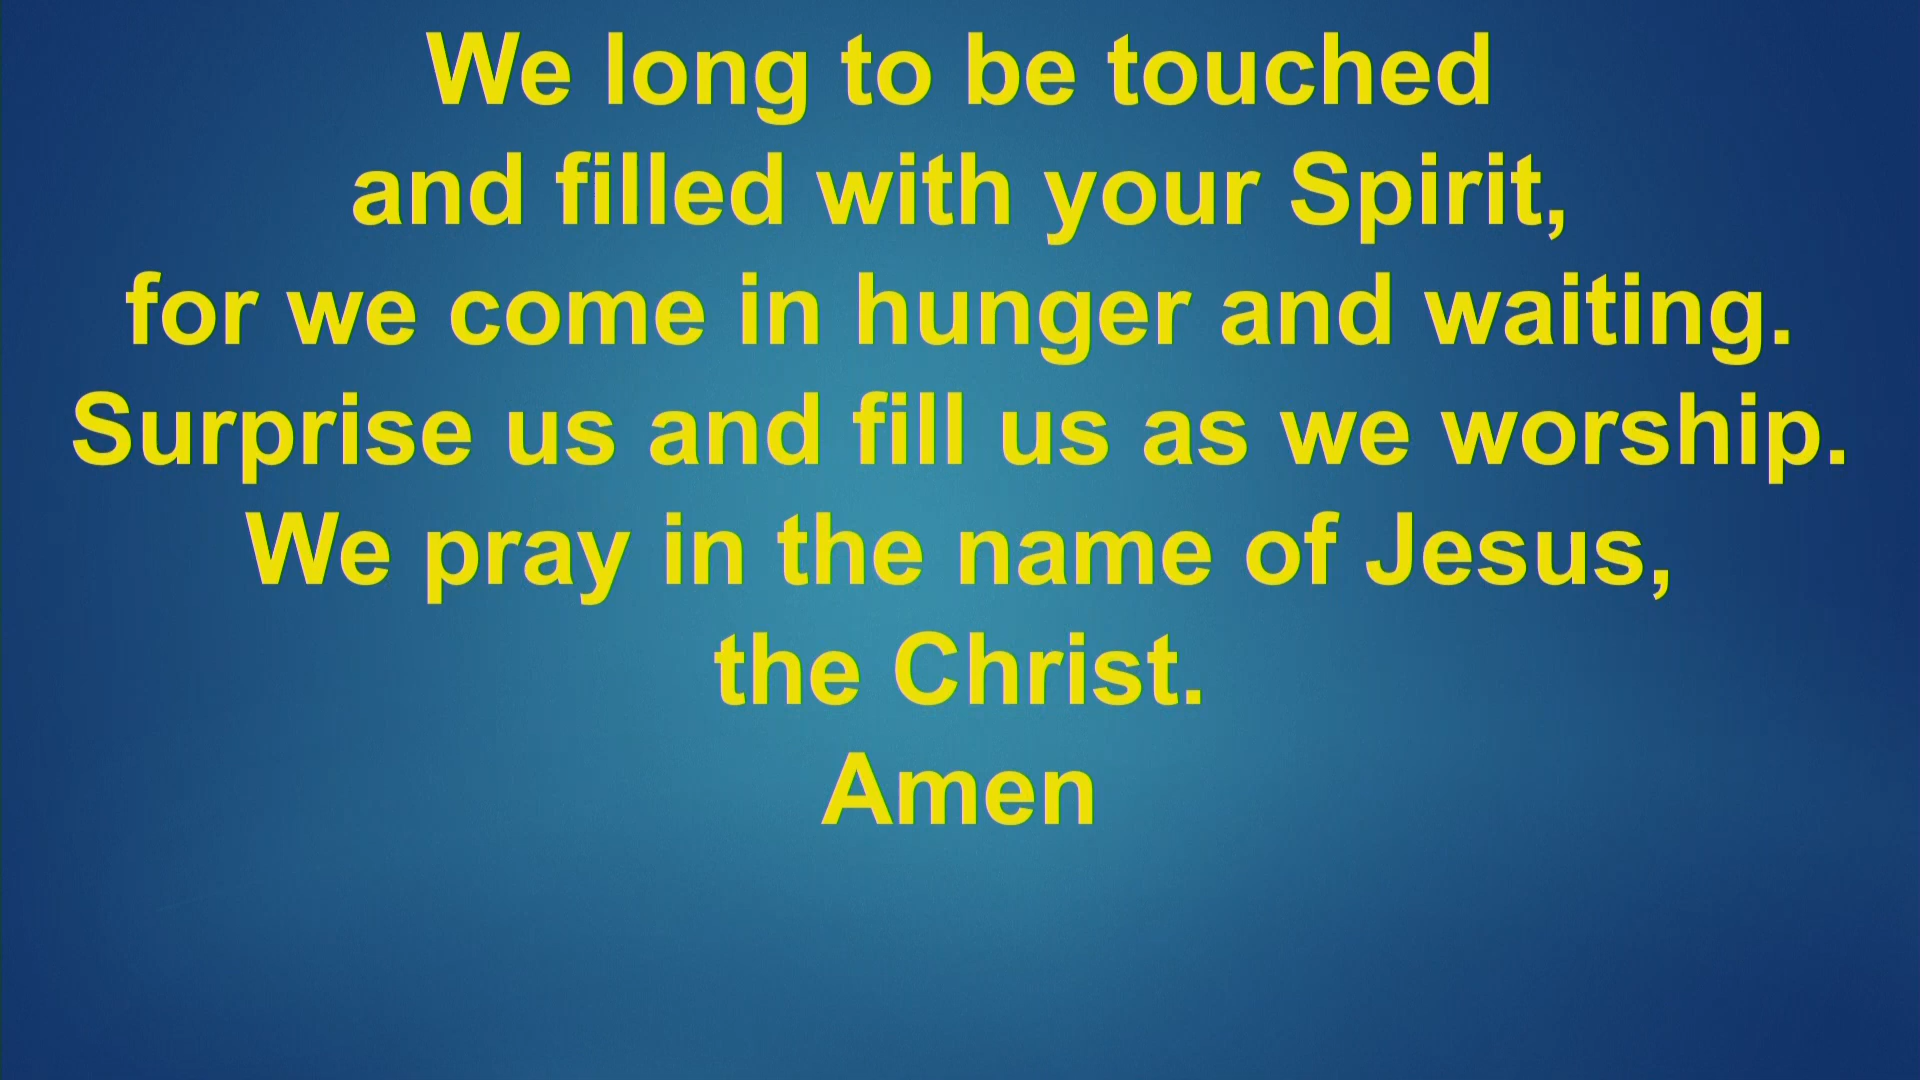 We long to be touched
and filled with your Spirit,
for we come in hunger and waiting.
Surprise us and fill us as we worship.
We pray in the name of Jesus,
the Christ.
Amen